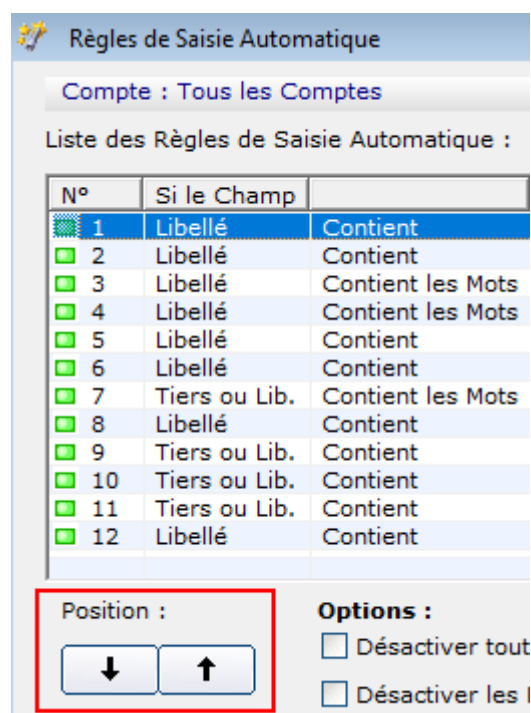 Règles de Saisie Automatique
Compte : Tous les Comptes
Liste des Règles de Saisie Automatique :
N° Si le Champ
1 Libellé Contient
2 Libellé Contient
3 Libellé Contient les Mots
4 Libellé Contient les Mots
5 Libellé Contient
6 Libellé Contient
7 Tiers ou Lib. Contient les Mots
8 Libellé Contient
9 Tiers ou Lib. Contient
10 Tiers ou Lib. Contient
11 Tiers ou Lib. Contient
12 Libellé Contient
Position : Options :
Désactiver tout
Désactiver les